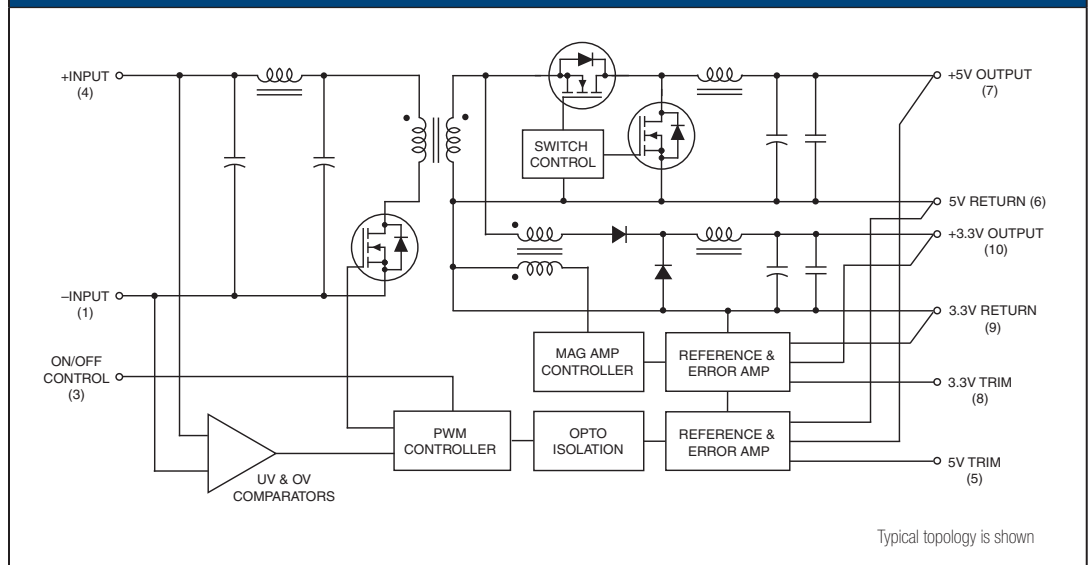 +INPUT
(4)
–INPUT
(1)
ON/OFF
CONTROL
(3)
UV & OV
COMPARATORS
PWM
CONTROLLER
OPTO
ISOLATION
SWITCH
CONTROL
MAG AMP
CONTROLLER
REFERENCE &
ERROR AMP
REFERENCE &
ERROR AMP
+5V OUTPUT
(7)
5V RETURN (6)
+3.3V OUTPUT
(10)
3.3V RETURN
(9)
3.3V TRIM
(8)
5V TRIM
(5)
Typical topology is shown